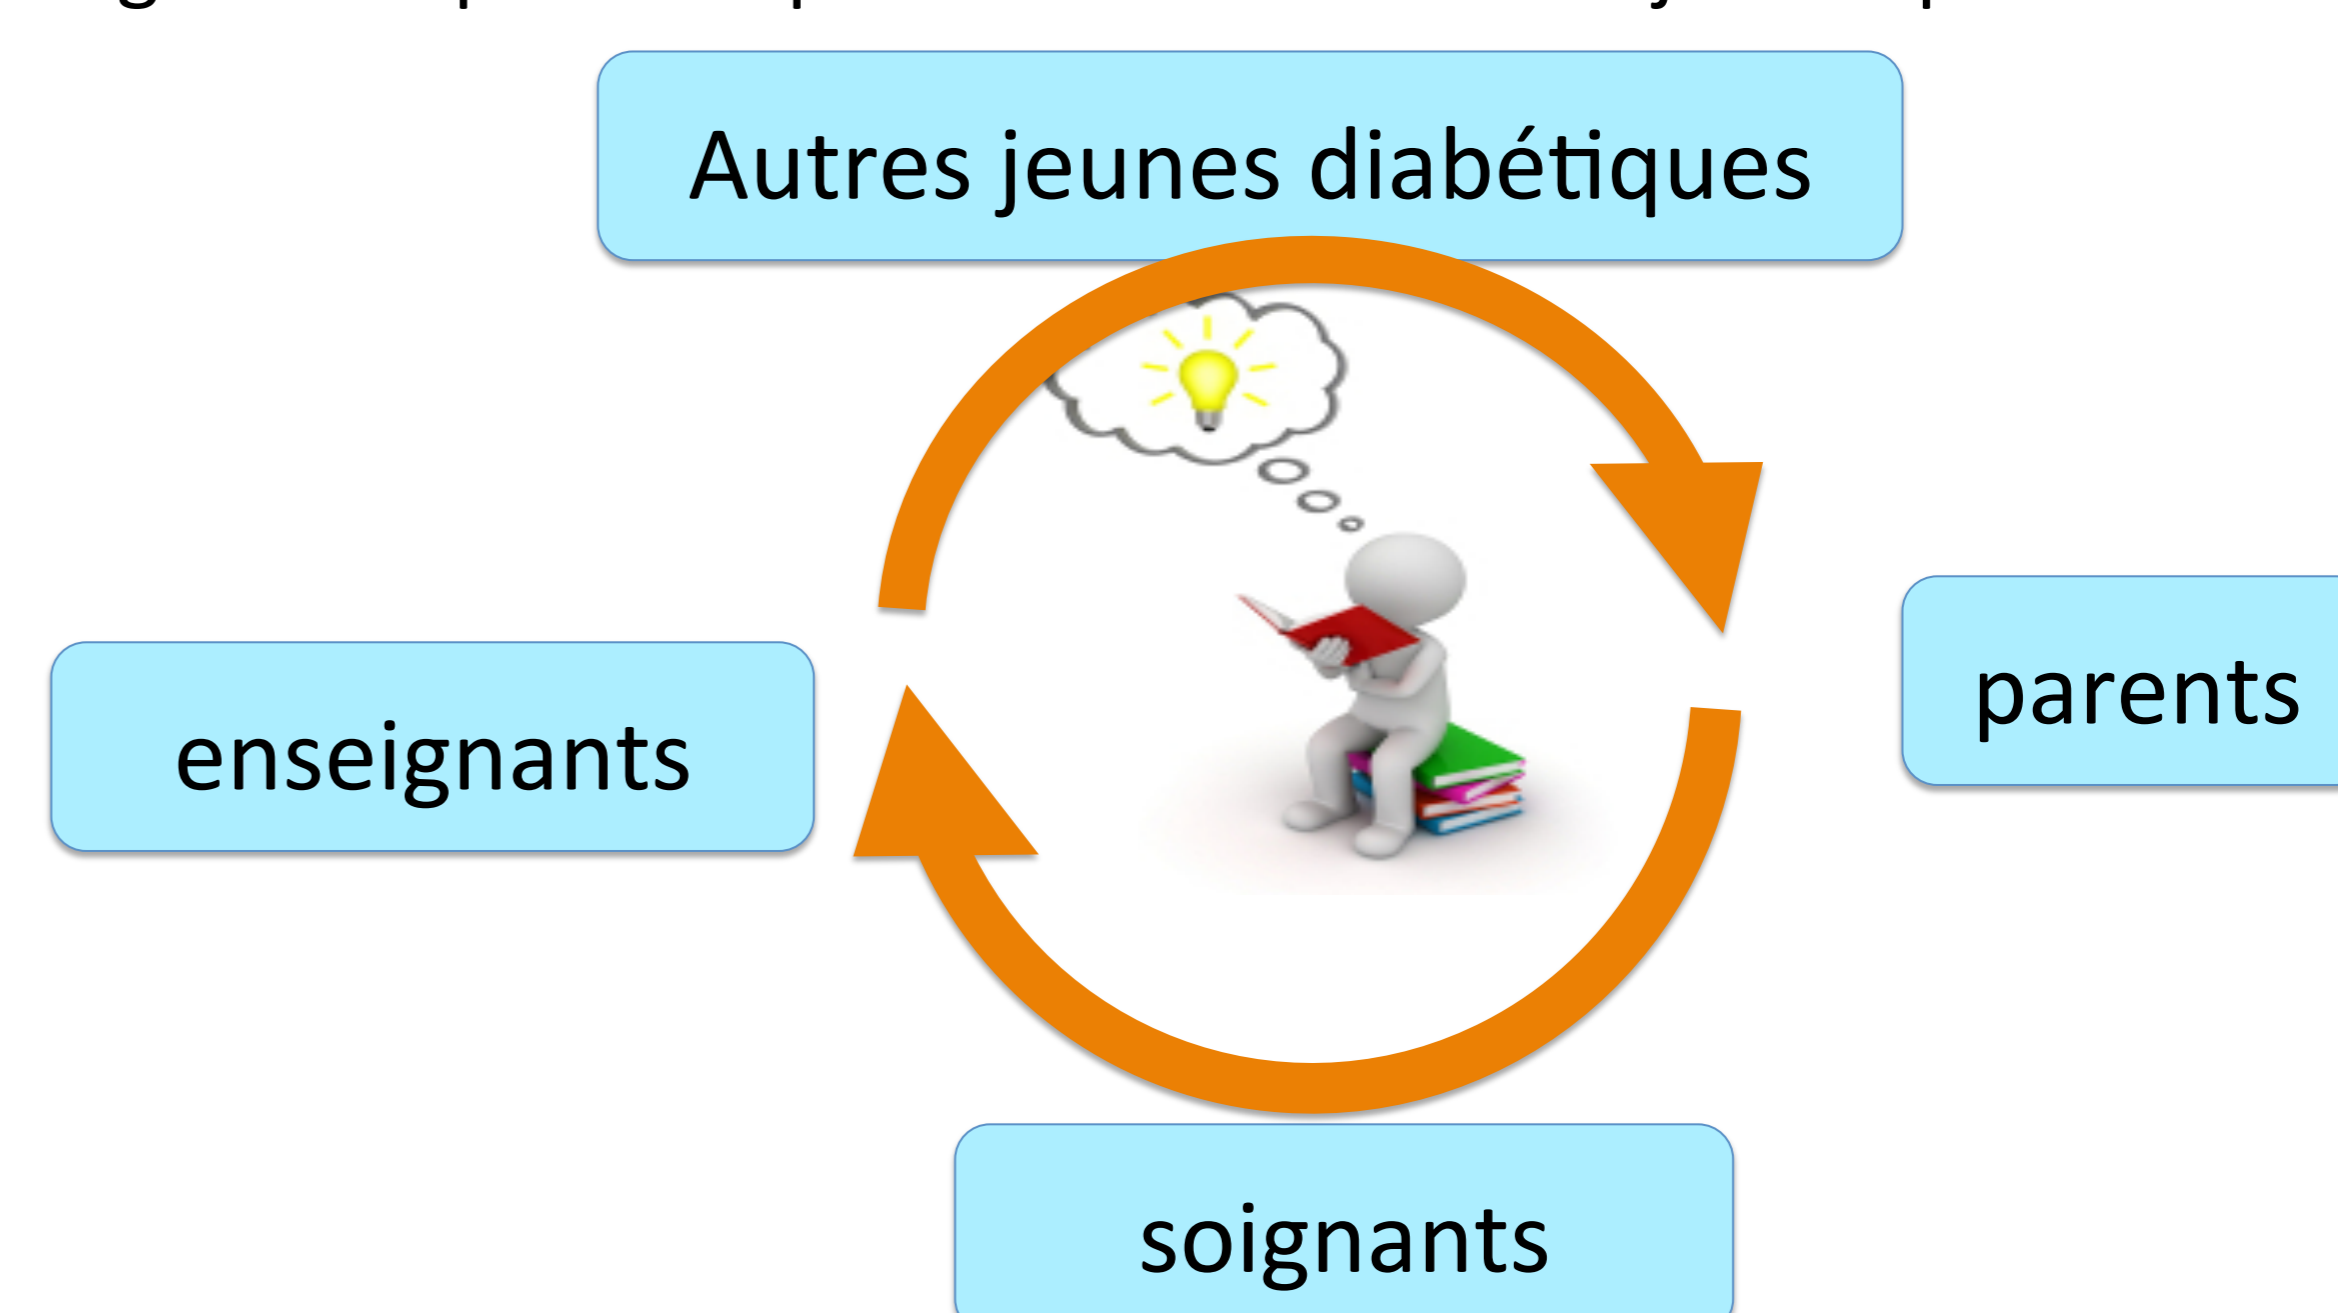 Autres jeunes diabétiques
parents
enseignants
soignants